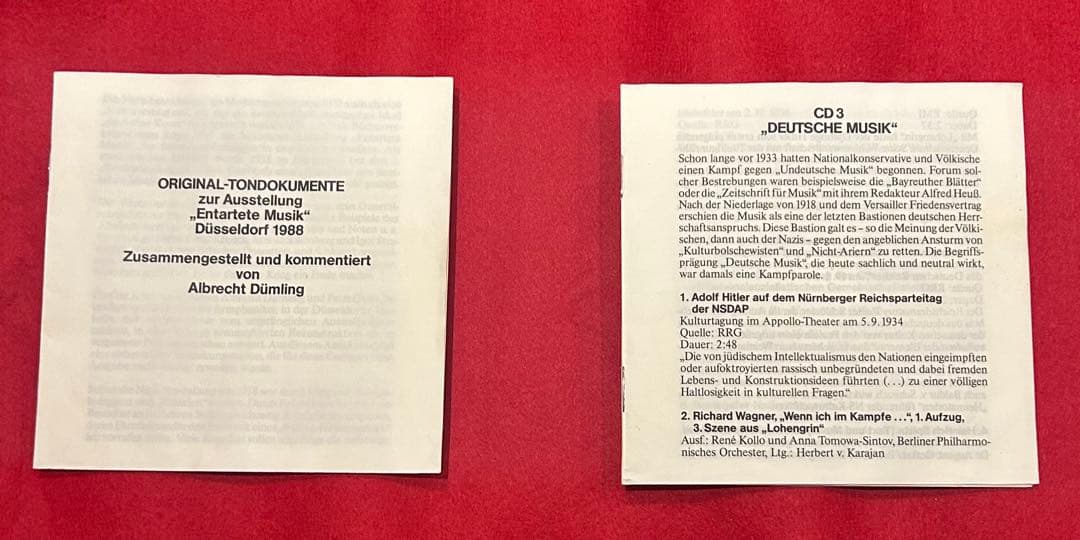 ORIGINAL-TONDOKUMENTE
zur Ausstellung
„Entartete Musik“
Düsseldorf 1988
Zusammengestellt und kommentiert
von
Albrecht Dümling
CD 3
„DEUTSCHE MUSIK“
Schon lange vor 1933 hatten Nationalkonservative und Völkische
einen Kampf gegen „Undeutsche Musik“ begonnen. Forum sol-
cher Bestrebungen waren beispielsweise die „Bayreuther Blätter“
oder die „Zeitschrift für Musik“ mit ihrem Redakteur Alfred Heuß.
Nach der Niederlage von 1918 und dem Versailler Friedensvertrag
erschien die Musik als eine der letzten Bastionen deutschen Herr-
schaftsanspruchs. Diese Bastion galt es – so die Meinung der Völki-
schen, dann auch der Nazis – gegen den angeblichen Ansturm von
„Kulturbolschewisten“ und „Nicht-Ariern“ zu retten. Die Begriffs-
prägung „Deutsche Musik“, die heute sachlich und neutral wirkt,
war damals eine Kampfparole.
1. Adolf Hitler auf dem Nürnberger Reichsparteitag
der NSDAP
Kulturtagung im Appollo-Theater am 5. 9. 1934
Quelle: RRG
Dauer: 2:48
„Die von jüdischem Intellektualismus den Nationen eingeimpften
oder aufoktroyierten rassisch unbegründeten und dabei fremden
Lebens- und Konstruktionsideen führten (. . .) zu einer völligen
Haltlosigkeit in kulturellen Fragen.“
2. Richard Wagner, „Wenn ich im Kampfe . . .“, 1. Aufzug,
3. Szene aus „Lohengrin“
Ausf.: René Kollo und Anna Tomowa-Sintov, Berliner Philharmo-
nisches Orchester, Ltg.: Herbert v. Karajan